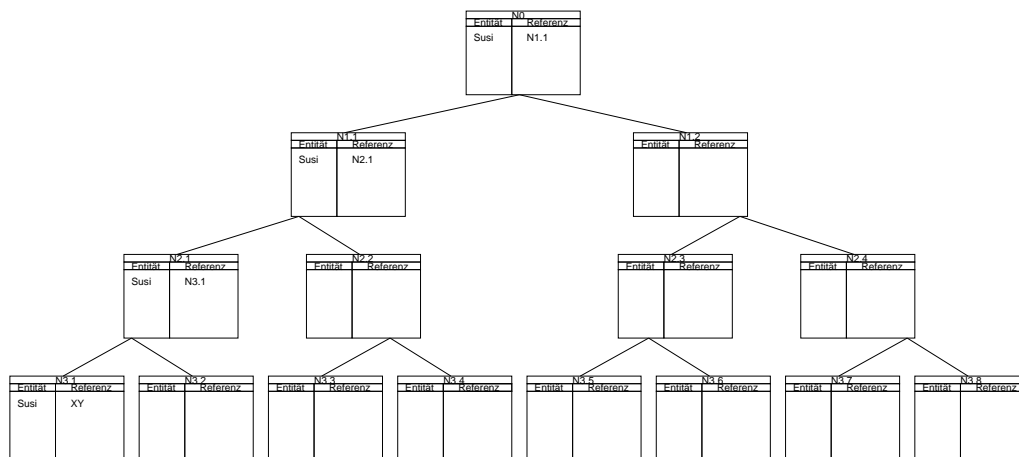 N0
Entität Referenz
Susi N1.1
N1.1
Entität Referenz
Susi N2.1
N1.2
Entität Referenz
N2.1
Entität Referenz
Susi N3.1
N2.2
Entität Referenz
N2.3
Entität Referenz
N2.4
Entität Referenz
N3.1
Entität Referenz
Susi XY
N3.2
Entität Referenz
N3.3
Entität Referenz
N3.4
Entität Referenz
N3.5
Entität Referenz
N3.6
Entität Referenz
N3.7
Entität Referenz
N3.8
Entität Referenz